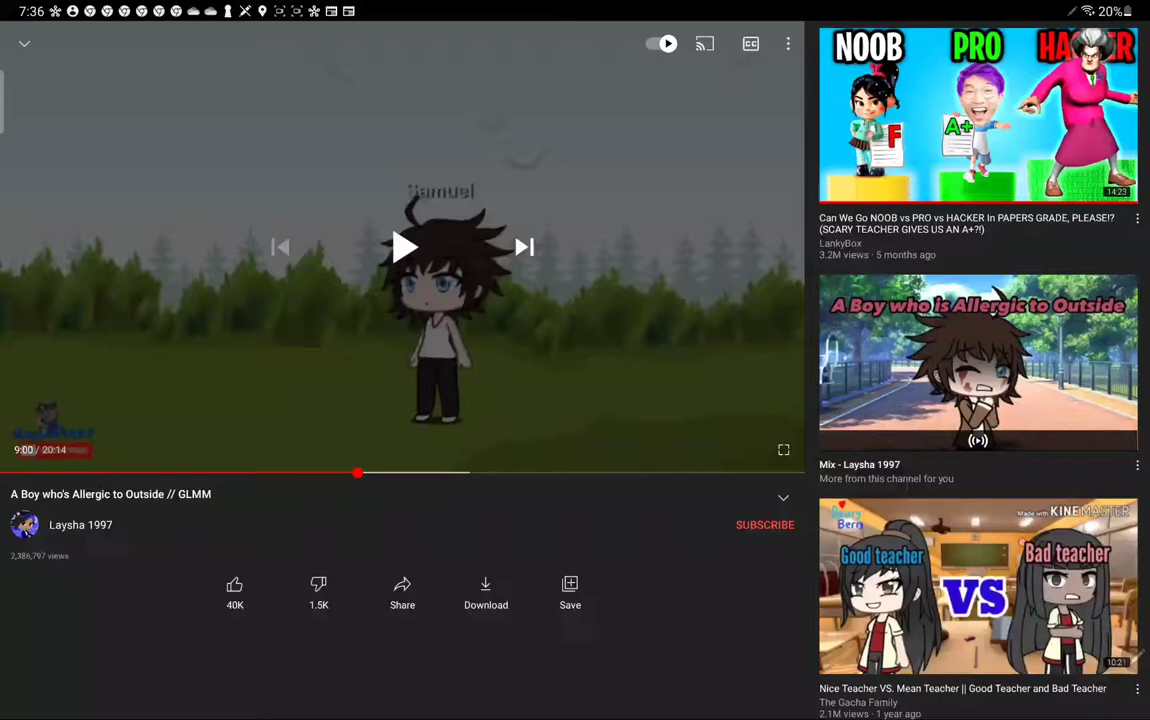 7:36
20%
CC
Samuel
9:00 / 20:14
A Boy who's Allergic to Outside // GLMM
Laysha 1997
SUBSCRIBE
2,386,797 views
40K
1.5K
Share
Download
Save
NOOB PRO HACKER
F
A+
14:23
Can We Go NOOB vs PRO vs HACKER In PAPERS GRADE, PLEASE!?
(SCARY TEACHER GIVES US AN A+?!)
LankyBox
3.2M views · 5 months ago
A Boy who is Allergic to Outside
Mix - Laysha 1997
More from this channel for you
Beary
Bern
Made with KINEMASTER
Good teacher
Bad teacher
VS
10:21
Nice Teacher VS. Mean Teacher || Good Teacher and Bad Teacher
The Gacha Family
2.1M views · 1 year ago